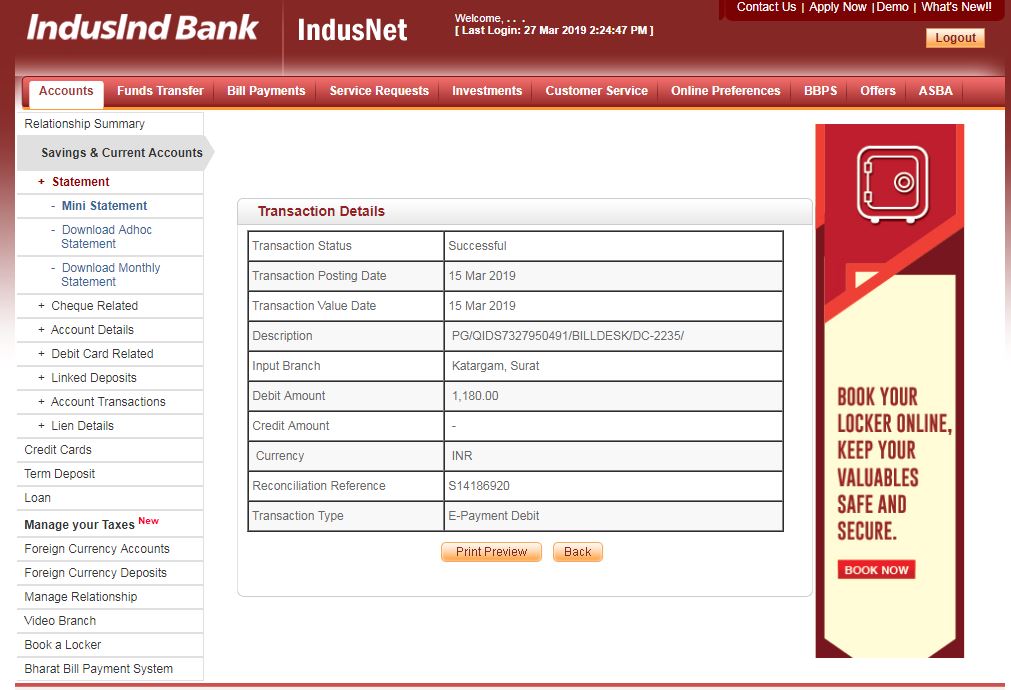 IndusInd Bank
IndusNet
Welcome, . . .
[ Last Login: 27 Mar 2019 2:24:47 PM ]
Contact Us | Apply Now |Demo | What's New!!
Logout
Accounts Funds Transfer Bill Payments Service Requests Investments Customer Service Online Preferences BBPS Offers ASBA
Relationship Summary
Savings & Current Accounts
+ Statement
- Mini Statement
- Download Adhoc
Statement
- Download Monthly
Statement
+ Cheque Related
+ Account Details
+ Debit Card Related
+ Linked Deposits
+ Account Transactions
+ Lien Details
Credit Cards
Term Deposit
Loan
Manage your Taxes New
Foreign Currency Accounts
Foreign Currency Deposits
Manage Relationship
Video Branch
Book a Locker
Bharat Bill Payment System
Transaction Details
Transaction Status Successful
Transaction Posting Date 15 Mar 2019
Transaction Value Date 15 Mar 2019
Description PG/QIDS7327950491/BILLDESK/DC-2235/
Input Branch Katargam, Surat
Debit Amount 1,180.00
Credit Amount -
Currency INR
Reconciliation Reference S14186920
Transaction Type E-Payment Debit
Print Preview Back
BOOK YOUR
LOCKER ONLINE,
KEEP YOUR
VALUABLES
SAFE AND
SECURE.
BOOK NOW